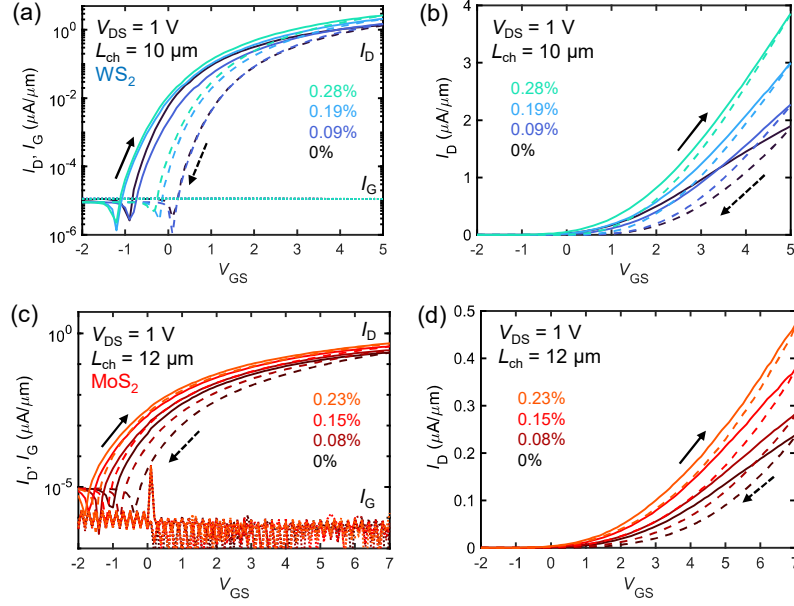 (a)
V_DS = 1 V
L_ch = 10 μm
WS₂
I_D
0.28%
0.19%
0.09%
0%
I_G
10⁰
10⁻²
10⁻⁴
10⁻⁶
I_D, I_G (μA/μm)
-2 -1 0 1 2 3 4 5
V_GS
(b)
V_DS = 1 V
L_ch = 10 μm
0.28%
0.19%
0.09%
0%
4
3
2
1
0
I_D (μA/μm)
-2 -1 0 1 2 3 4 5
V_GS
(c)
V_DS = 1 V
L_ch = 12 μm
MoS₂
I_D
0.23%
0.15%
0.08%
0%
I_G
10⁰
10⁻⁵
I_D, I_G (μA/μm)
-2 -1 0 1 2 3 4 5 6 7
V_GS
(d)
V_DS = 1 V
L_ch = 12 μm
0.23%
0.15%
0.08%
0%
0.5
0.4
0.3
0.2
0.1
0
I_D (μA/μm)
-2 -1 0 1 2 3 4 5 6 7
V_GS